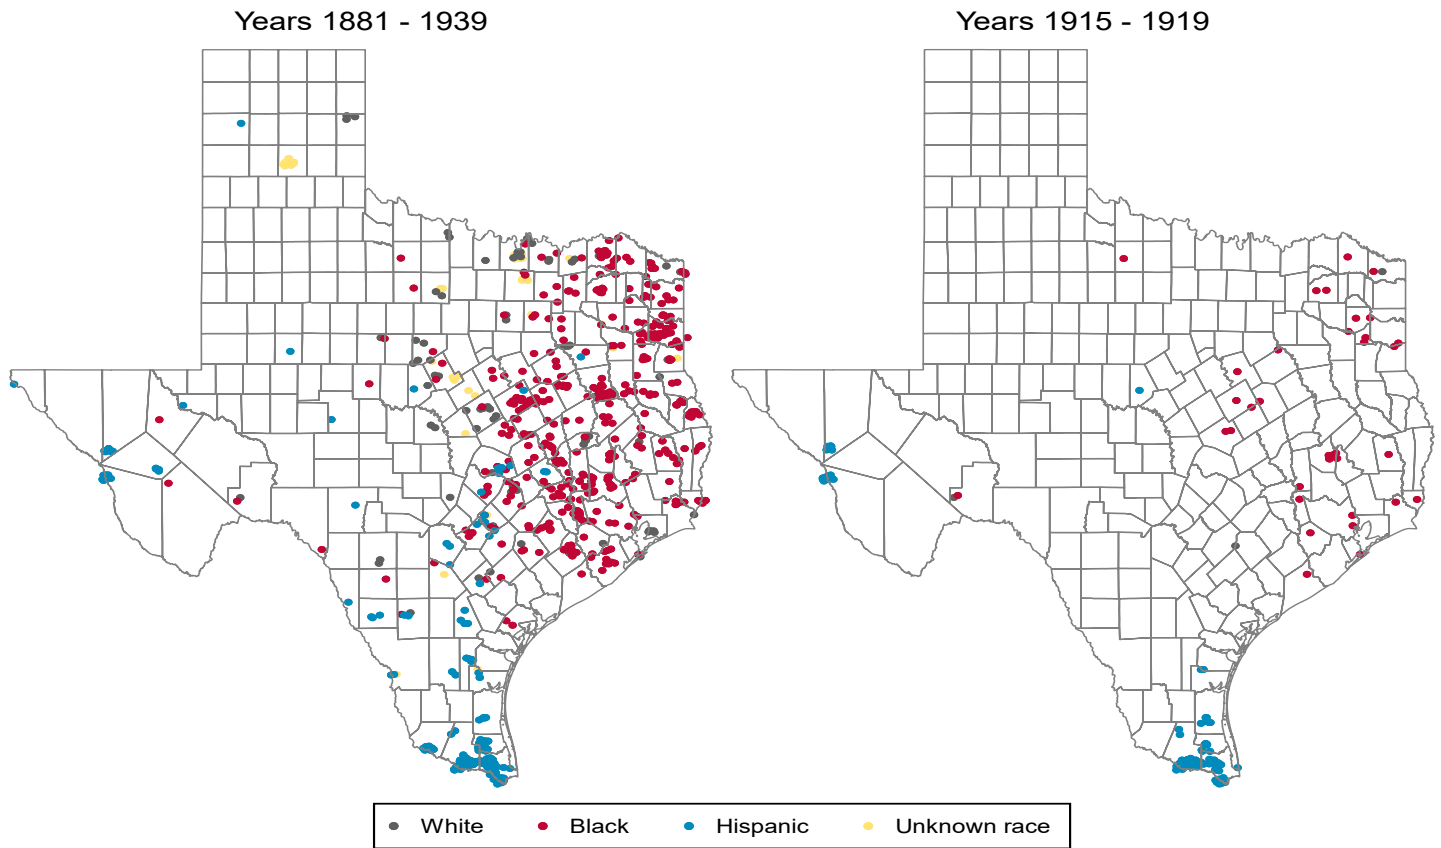 Years 1881 - 1939
Years 1915 - 1919
White
Black
Hispanic
Unknown race